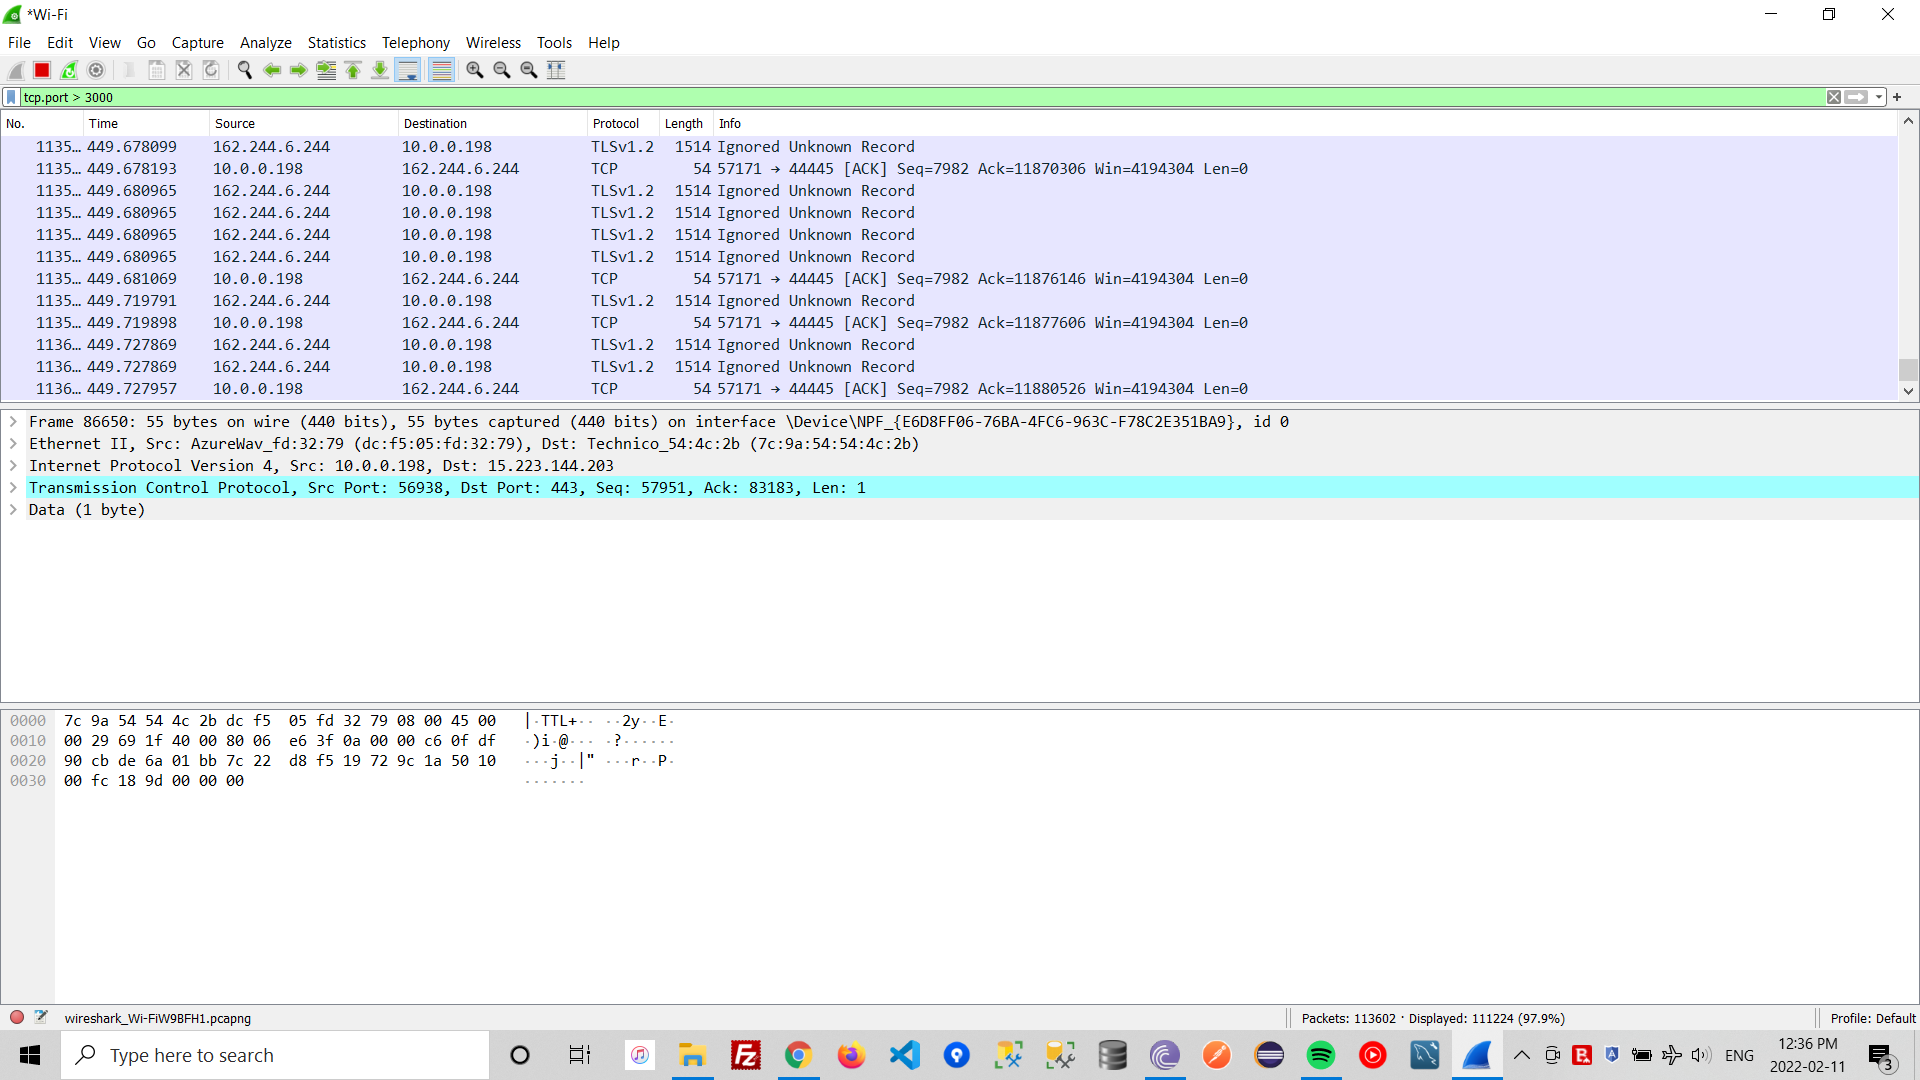 *Wi-Fi
File Edit View Go Capture Analyze Statistics Telephony Wireless Tools Help
tcp.port > 3000
No. Time Source Destination Protocol Length Info
1135… 449.678099 162.244.6.244 10.0.0.198 TLSv1.2 1514 Ignored Unknown Record
1135… 449.678193 10.0.0.198 162.244.6.244 TCP 54 57171 → 44445 [ACK] Seq=7982 Ack=11870306 Win=4194304 Len=0
1135… 449.680965 162.244.6.244 10.0.0.198 TLSv1.2 1514 Ignored Unknown Record
1135… 449.680965 162.244.6.244 10.0.0.198 TLSv1.2 1514 Ignored Unknown Record
1135… 449.680965 162.244.6.244 10.0.0.198 TLSv1.2 1514 Ignored Unknown Record
1135… 449.680965 162.244.6.244 10.0.0.198 TLSv1.2 1514 Ignored Unknown Record
1135… 449.681069 10.0.0.198 162.244.6.244 TCP 54 57171 → 44445 [ACK] Seq=7982 Ack=11876146 Win=4194304 Len=0
1135… 449.719791 162.244.6.244 10.0.0.198 TLSv1.2 1514 Ignored Unknown Record
1135… 449.719898 10.0.0.198 162.244.6.244 TCP 54 57171 → 44445 [ACK] Seq=7982 Ack=11877606 Win=4194304 Len=0
1136… 449.727869 162.244.6.244 10.0.0.198 TLSv1.2 1514 Ignored Unknown Record
1136… 449.727869 162.244.6.244 10.0.0.198 TLSv1.2 1514 Ignored Unknown Record
1136… 449.727957 10.0.0.198 162.244.6.244 TCP 54 57171 → 44445 [ACK] Seq=7982 Ack=11880526 Win=4194304 Len=0
Frame 86650: 55 bytes on wire (440 bits), 55 bytes captured (440 bits) on interface \Device\NPF_{E6D8FF06-76BA-4FC6-963C-F78C2E351BA9}, id 0
Ethernet II, Src: AzureWav_fd:32:79 (dc:f5:05:fd:32:79), Dst: Technico_54:4c:2b (7c:9a:54:54:4c:2b)
Internet Protocol Version 4, Src: 10.0.0.198, Dst: 15.223.144.203
Transmission Control Protocol, Src Port: 56938, Dst Port: 443, Seq: 57951, Ack: 83183, Len: 1
Data (1 byte)
0000 7c 9a 54 54 4c 2b dc f5 05 fd 32 79 08 00 45 00 |·TTL+·· ··2y··E·
0010 00 29 69 1f 40 00 80 06 e6 3f 0a 00 00 c6 0f df ·)i·@··· ·?······
0020 90 cb de 6a 01 bb 7c 22 d8 f5 19 72 9c 1a 50 10 ···j··|" ···r··P·
0030 00 fc 18 9d 00 00 00 ·······
wireshark_Wi-FiW9BFH1.pcapng Packets: 113602 · Displayed: 111224 (97.9%) Profile: Default
Type here to search
ENG
12:36 PM
2022-02-11
3